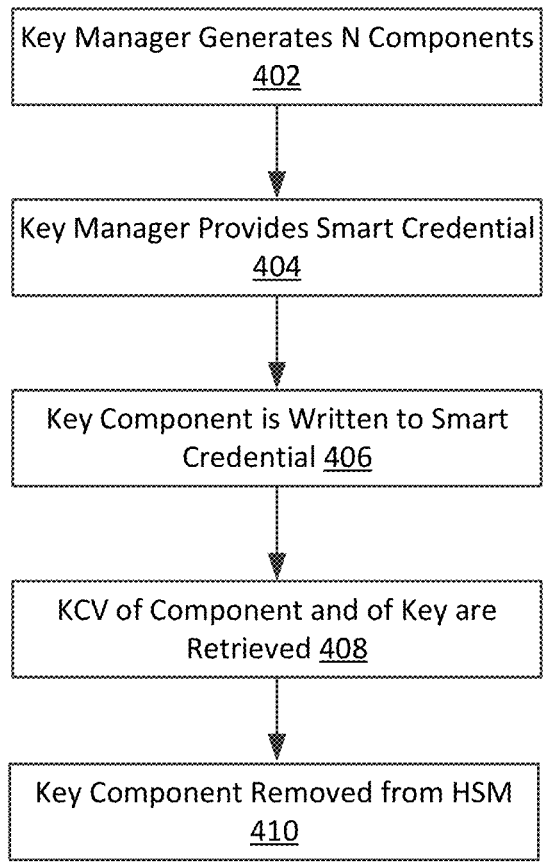 Key Manager Generates N Components
402
Key Manager Provides Smart Credential
404
Key Component is Written to Smart
Credential 406
KCV of Component and of Key are
Retrieved 408
Key Component Removed from HSM
410